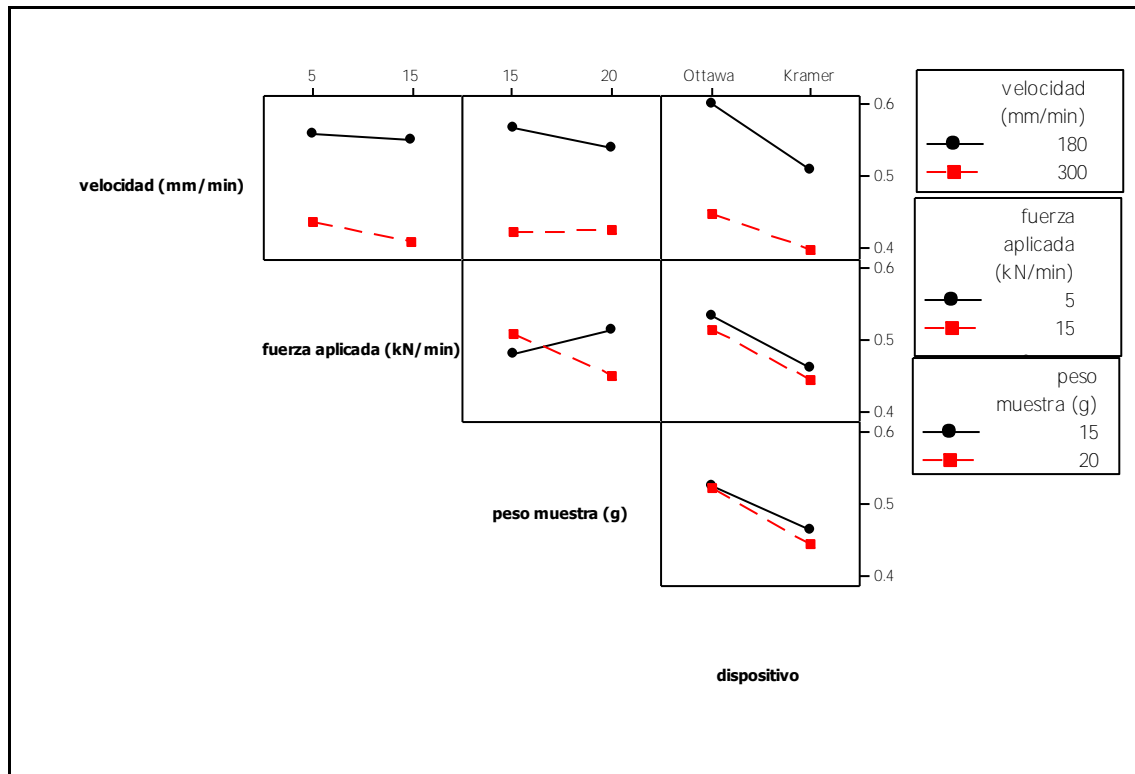 5 15 15 20 Ottawa Kramer
velocidad (mm/min)
0.6
0.5
0.4
fuerza aplicada (kN/min)
0.6
0.5
0.4
peso muestra (g)
0.6
0.5
0.4
dispositivo
velocidad
(mm/min)
180
300
fuerza
aplicada
(kN/min)
5
15
peso
muestra (g)
15
20